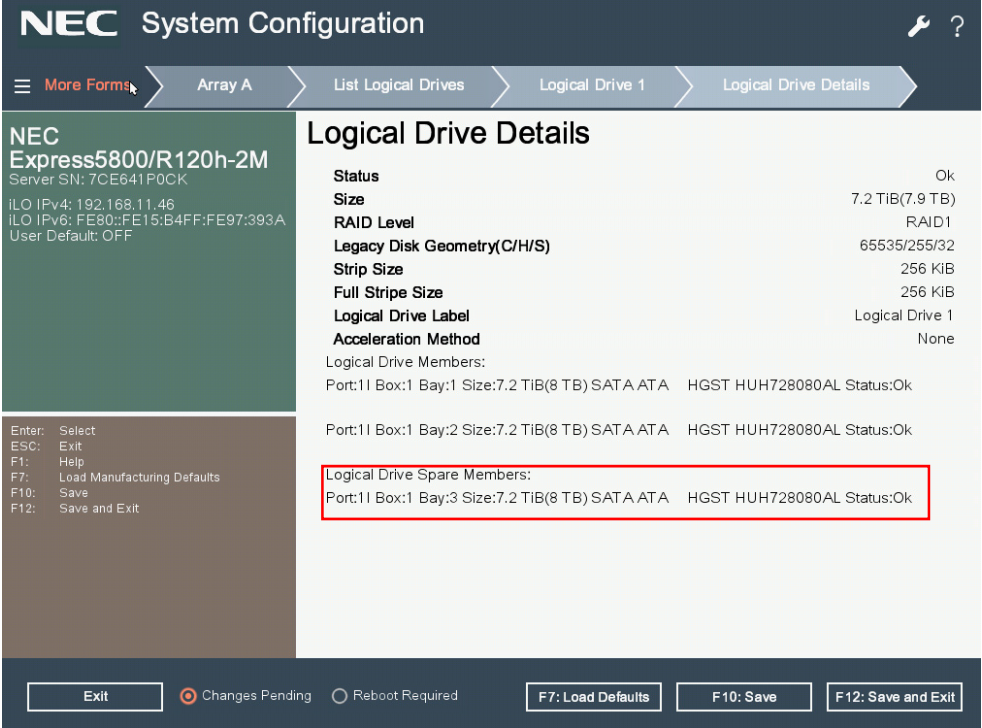 NEC System Configuration ?
More Forms Array A List Logical Drives Logical Drive 1 Logical Drive Details
NEC
Express5800/R120h-2M
Server SN: 7CE641P0CK
iLO IPv4: 192.168.11.46
iLO IPv6: FE80::FE15:B4FF:FE97:393A
User Default: OFF
Enter: Select
ESC: Exit
F1: Help
F7: Load Manufacturing Defaults
F10: Save
F12: Save and Exit
Logical Drive Details
Status Ok
Size 7.2 TiB(7.9 TB)
RAID Level RAID1
Legacy Disk Geometry(C/H/S) 65535/255/32
Strip Size 256 KiB
Full Stripe Size 256 KiB
Logical Drive Label Logical Drive 1
Acceleration Method None
Logical Drive Members:
Port:1I Box:1 Bay:1 Size:7.2 TiB(8 TB) SATA ATA HGST HUH728080AL Status:Ok
Port:1I Box:1 Bay:2 Size:7.2 TiB(8 TB) SATA ATA HGST HUH728080AL Status:Ok
Logical Drive Spare Members:
Port:1I Box:1 Bay:3 Size:7.2 TiB(8 TB) SATA ATA HGST HUH728080AL Status:Ok
Exit Changes Pending Reboot Required F7: Load Defaults F10: Save F12: Save and Exit